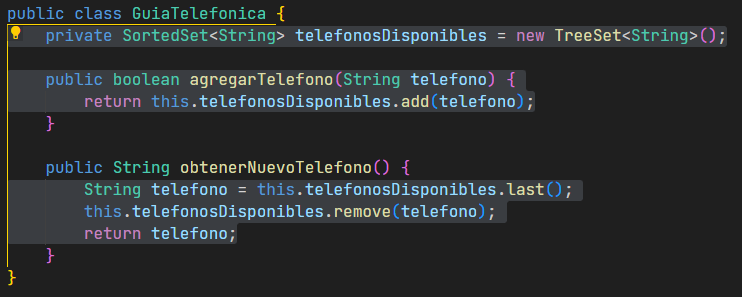 public class GuiaTelefonica {
    private SortedSet<String> telefonosDisponibles = new TreeSet<String>();
    public boolean agregarTelefono(String telefono) {
        return this.telefonosDisponibles.add(telefono);
    }
    public String obtenerNuevoTelefono() {
        String telefono = this.telefonosDisponibles.last();
        this.telefonosDisponibles.remove(telefono);
        return telefono;
    }
}